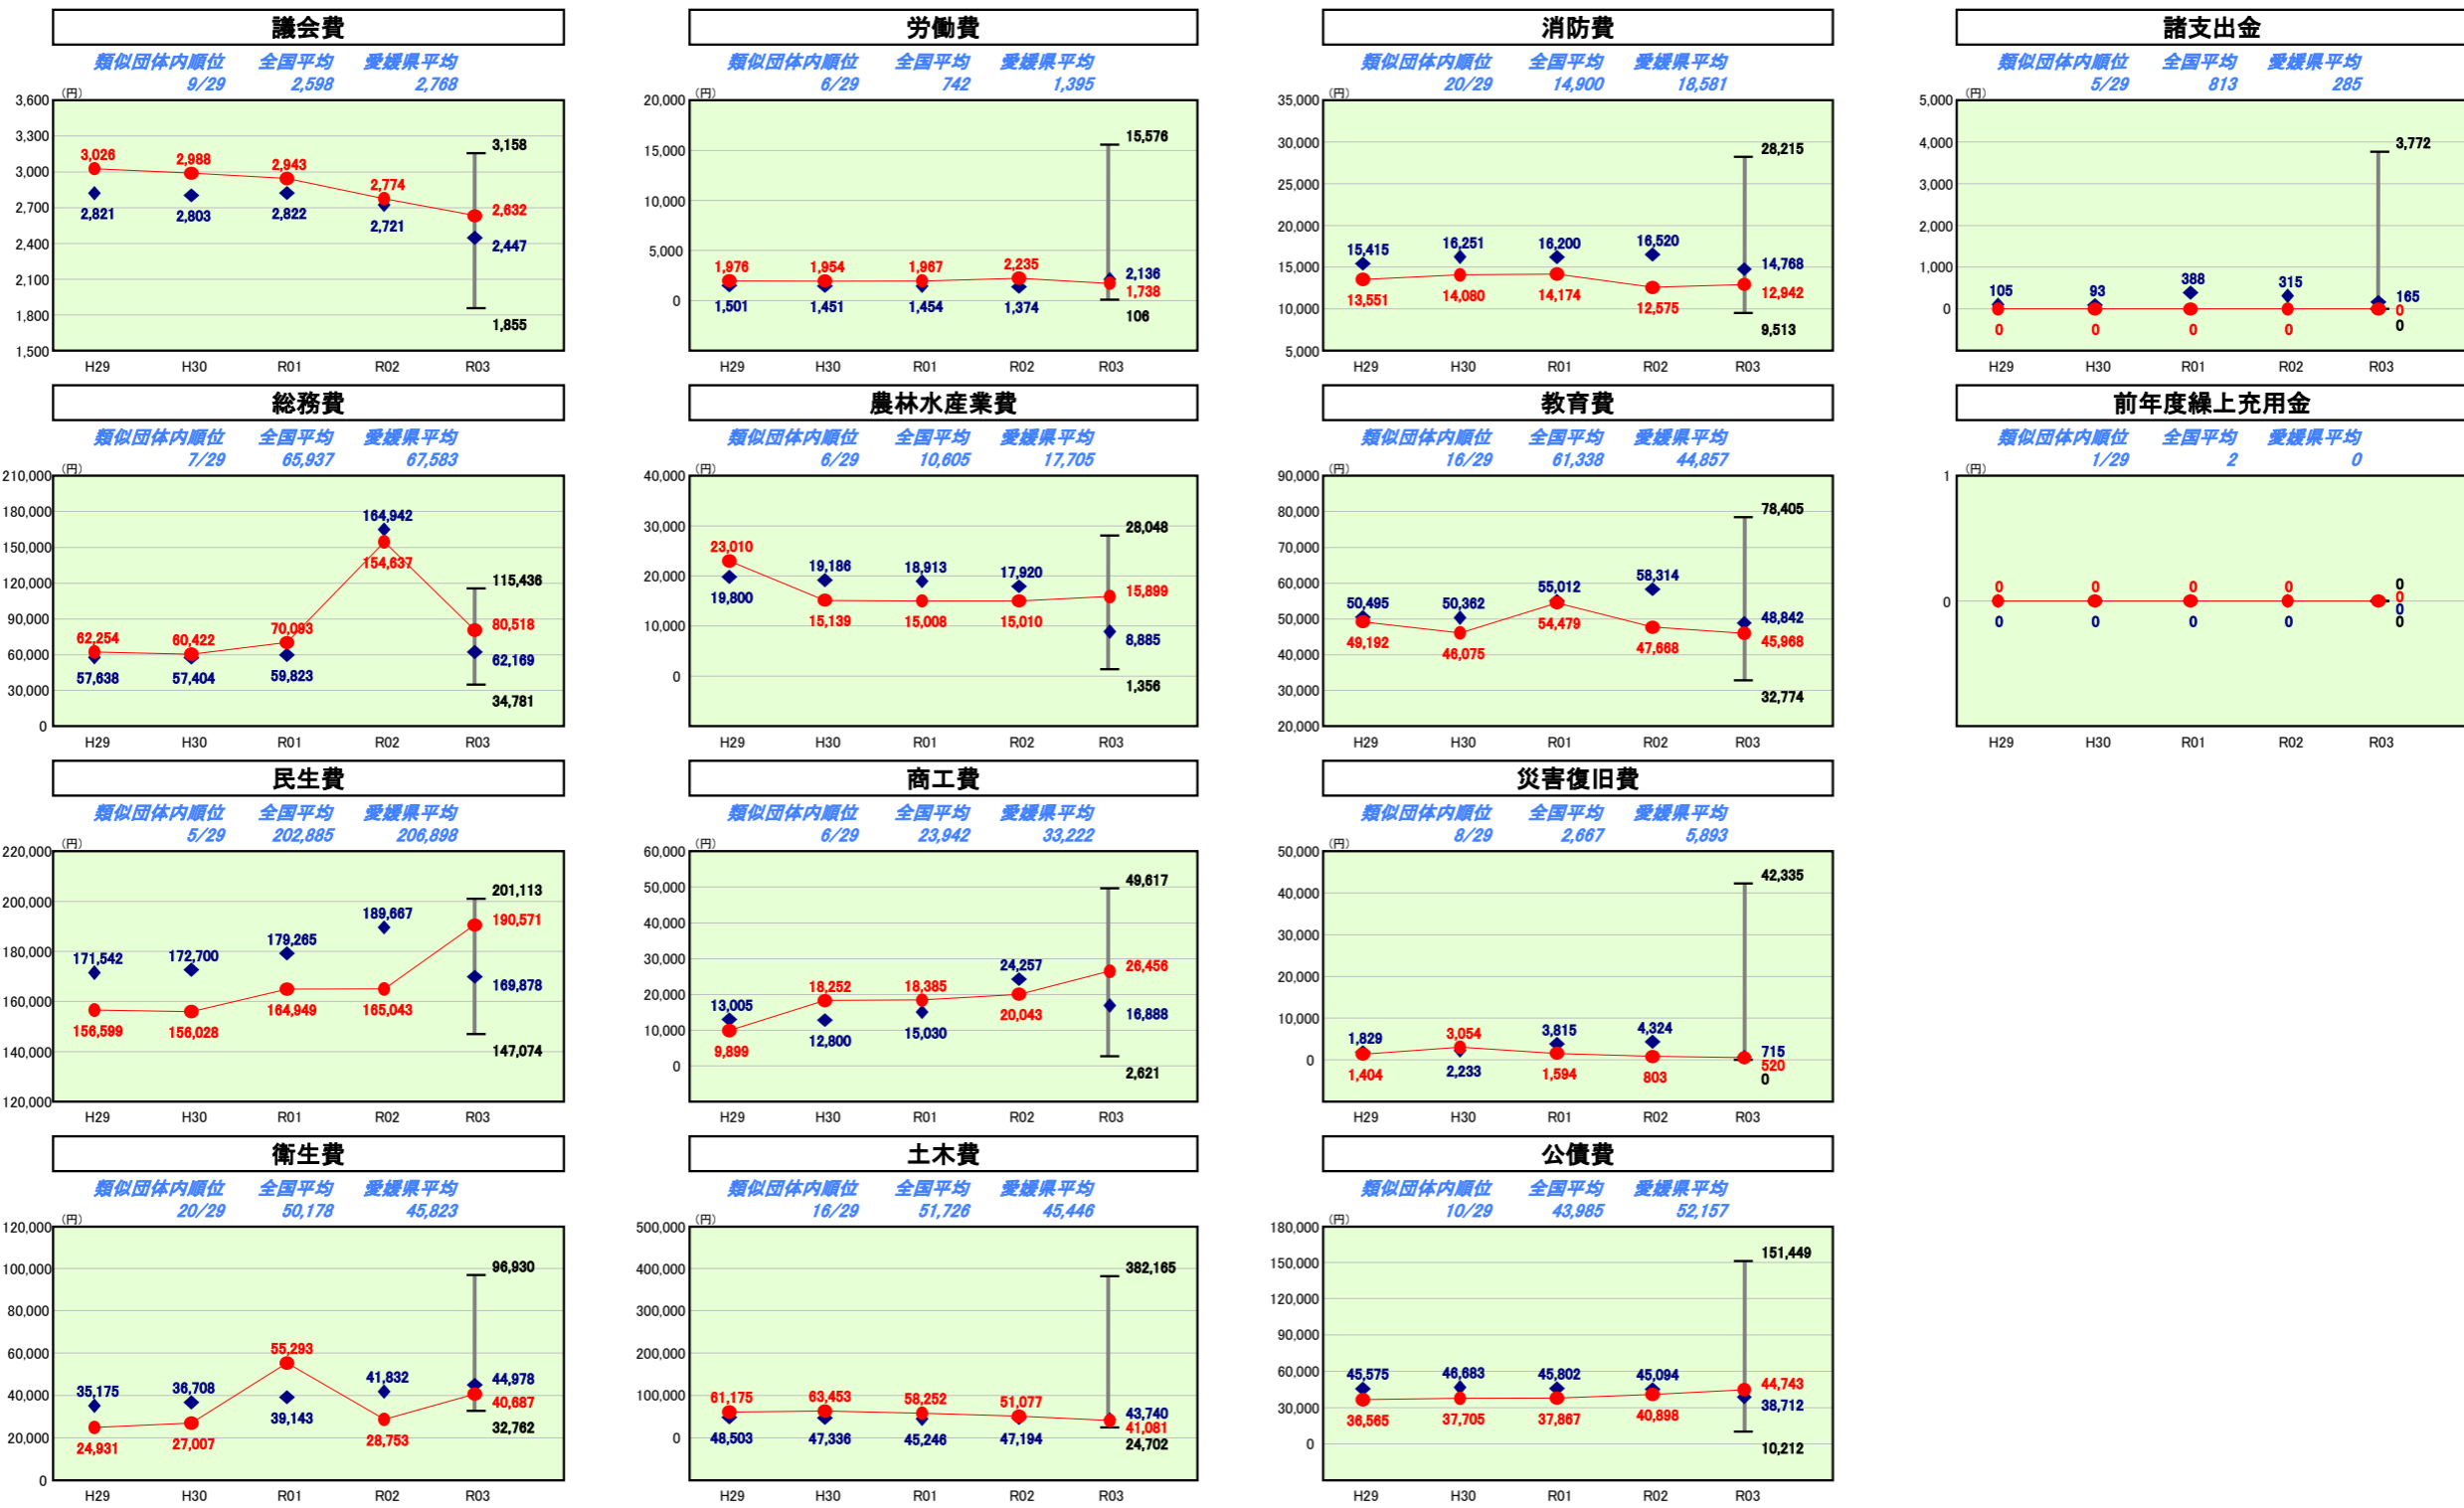 議会費
類似団体内順位 全国平均 愛媛県平均
9/29 2,598 2,768
(円)
3,600
3,300
3,000
2,700
2,400
2,100
1,800
1,500
3,026 2,988 2,943 2,774 2,632
2,821 2,803 2,822 2,721 2,447
3,158
1,855
H29 H30 R01 R02 R03
労働費
類似団体内順位 全国平均 愛媛県平均
6/29 742 1,395
(円)
20,000
15,000
10,000
5,000
0
1,976 1,954 1,967 2,235 1,738
1,501 1,451 1,454 1,374 2,136
15,576
106
H29 H30 R01 R02 R03
消防費
類似団体内順位 全国平均 愛媛県平均
20/29 14,900 18,581
(円)
35,000
30,000
25,000
20,000
15,000
10,000
5,000
15,415 16,251 16,200 16,520 14,768
13,551 14,080 14,174 12,575 12,942
28,215
9,513
H29 H30 R01 R02 R03
諸支出金
類似団体内順位 全国平均 愛媛県平均
5/29 813 285
(円)
5,000
4,000
3,000
2,000
1,000
0
105 93 388 315 165
0 0 0 0 0
3,772
0
H29 H30 R01 R02 R03
総務費
類似団体内順位 全国平均 愛媛県平均
7/29 65,937 67,583
(円)
210,000
180,000
150,000
120,000
90,000
60,000
30,000
0
62,254 60,422 70,093 154,637 80,518
57,638 57,404 59,823 164,942 62,169
115,436
34,781
H29 H30 R01 R02 R03
農林水産業費
類似団体内順位 全国平均 愛媛県平均
6/29 10,605 17,705
(円)
40,000
30,000
20,000
10,000
0
23,010 15,139 15,008 15,010 15,899
19,800 19,186 18,913 17,920 8,885
28,048
1,356
H29 H30 R01 R02 R03
教育費
類似団体内順位 全国平均 愛媛県平均
16/29 61,338 44,857
(円)
90,000
80,000
70,000
60,000
50,000
40,000
30,000
20,000
50,495 50,362 55,012 58,314 48,842
49,192 46,075 54,479 47,668 45,968
78,405
32,774
H29 H30 R01 R02 R03
前年度繰上充用金
類似団体内順位 全国平均 愛媛県平均
1/29 2 0
(円)
1
0
0 0 0 0 0
0 0 0 0 0
0
0
H29 H30 R01 R02 R03
民生費
類似団体内順位 全国平均 愛媛県平均
5/29 202,885 206,898
(円)
220,000
200,000
180,000
160,000
140,000
120,000
171,542 172,700 179,265 189,667 169,878
156,599 156,028 164,949 165,043 190,571
201,113
147,074
H29 H30 R01 R02 R03
商工費
類似団体内順位 全国平均 愛媛県平均
6/29 23,942 33,222
(円)
60,000
50,000
40,000
30,000
20,000
10,000
0
13,005 12,800 15,030 24,257 16,888
9,899 18,252 18,385 20,043 26,456
49,617
2,621
H29 H30 R01 R02 R03
災害復旧費
類似団体内順位 全国平均 愛媛県平均
8/29 2,667 5,893
(円)
50,000
40,000
30,000
20,000
10,000
0
1,829 2,233 3,815 4,324 715
1,404 3,054 1,594 803 520
42,335
0
H29 H30 R01 R02 R03
衛生費
類似団体内順位 全国平均 愛媛県平均
20/29 50,178 45,823
(円)
120,000
100,000
80,000
60,000
40,000
20,000
0
35,175 36,708 39,143 41,832 44,978
24,931 27,007 55,293 28,753 40,687
96,930
32,762
H29 H30 R01 R02 R03
土木費
類似団体内順位 全国平均 愛媛県平均
16/29 51,726 45,446
(円)
500,000
400,000
300,000
200,000
100,000
0
61,175 63,453 58,252 51,077 41,081
48,503 47,336 45,246 47,194 43,740
382,165
24,702
H29 H30 R01 R02 R03
公債費
類似団体内順位 全国平均 愛媛県平均
10/29 43,985 52,157
(円)
180,000
150,000
120,000
90,000
60,000
30,000
0
45,575 46,683 45,802 45,094 38,712
36,565 37,705 37,867 40,898 44,743
151,449
10,212
H29 H30 R01 R02 R03